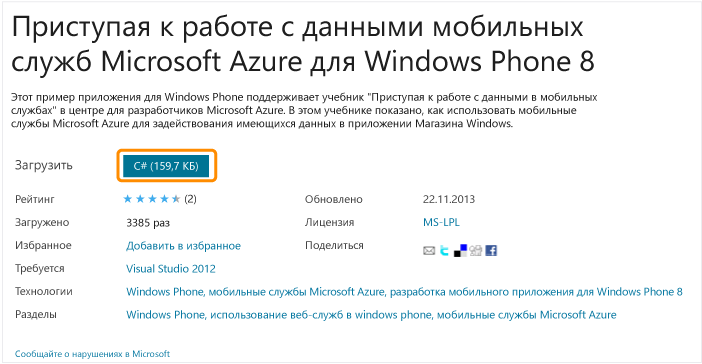 Приступая к работе с данными мобильных
служб Microsoft Azure для Windows Phone 8
Этот пример приложения для Windows Phone поддерживает учебник "Приступая к работе с данными в мобильных
службах" в центре для разработчиков Microsoft Azure. В этом учебнике показано, как использовать мобильные
службы Microsoft Azure для задействования имеющихся данных в приложении Магазина Windows.
Загрузить C# (159,7 КБ)
Рейтинг (2) Обновлено 22.11.2013
Загружено 3385 раз Лицензия MS-LPL
Избранное Добавить в избранное Поделиться
Требуется Visual Studio 2012
Технологии Windows Phone, мобильные службы Microsoft Azure, разработка мобильного приложения для Windows Phone 8
Разделы Windows Phone, использование веб-служб в windows phone, мобильные службы Microsoft Azure
Сообщайте о нарушениях в Microsoft